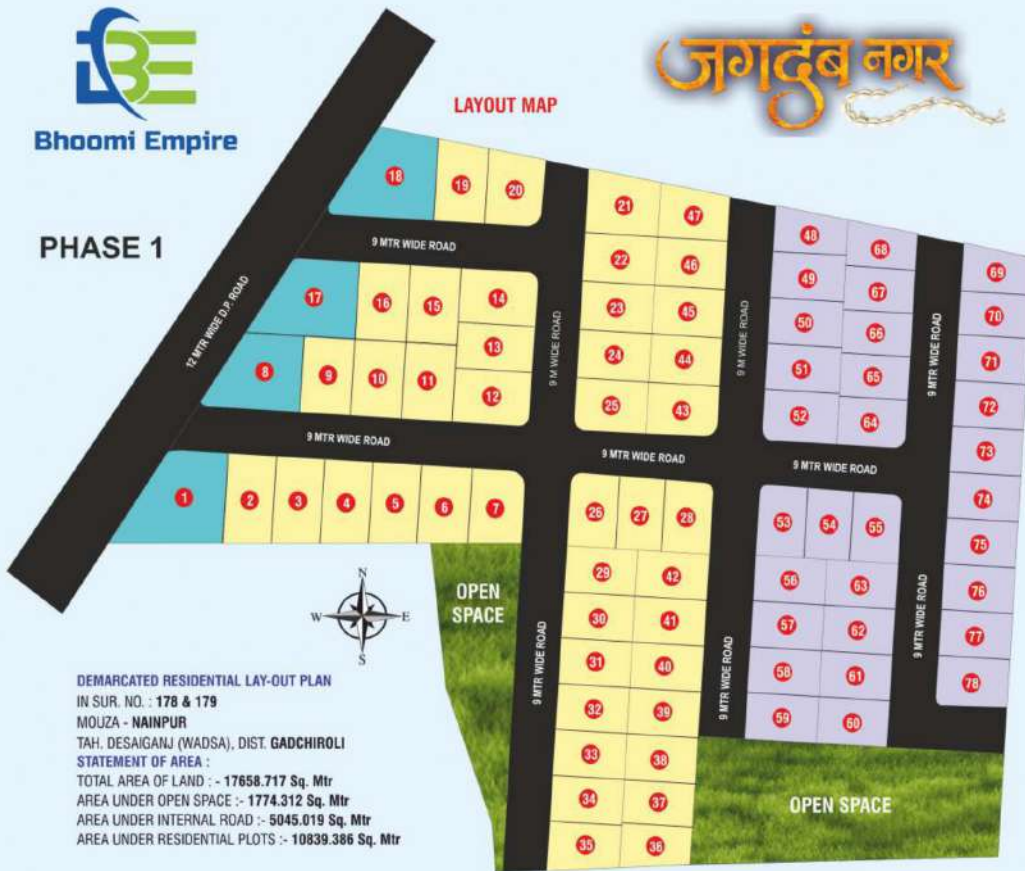 BE
Bhoomi Empire
जगदंब नगर
LAYOUT MAP
PHASE 1
12 MTR WIDE D.P. ROAD
18
19
20
9 MTR WIDE ROAD
17
16
15
14
13
8
9
10
11
12
9 MTR WIDE ROAD
1
2
3
4
5
6
7
9 M WIDE ROAD
21
47
22
46
23
45
24
44
25
43
9 MTR WIDE ROAD
9 M WIDE ROAD
48
68
49
67
50
66
51
65
52
64
9 MTR WIDE ROAD
9 MTR WIDE ROAD
69
70
71
72
73
74
75
76
77
78
26
27
28
29
42
30
41
31
40
32
39
33
38
34
37
35
36
9 MTR WIDE ROAD
9 MTR WIDE ROAD
53
54
55
56
63
57
62
58
61
59
60
9 MTR WIDE ROAD
OPEN
SPACE
OPEN SPACE
N
W
E
S
DEMARCATED RESIDENTIAL LAY-OUT PLAN
IN SUR. NO. : 178 & 179
MOUZA - NAINPUR
TAH. DESAIGANJ (WADSA), DIST. GADCHIROLI
STATEMENT OF AREA :
TOTAL AREA OF LAND : - 17658.717 Sq. Mtr
AREA UNDER OPEN SPACE :- 1774.312 Sq. Mtr
AREA UNDER INTERNAL ROAD :- 5045.019 Sq. Mtr
AREA UNDER RESIDENTIAL PLOTS :- 10839.386 Sq. Mtr